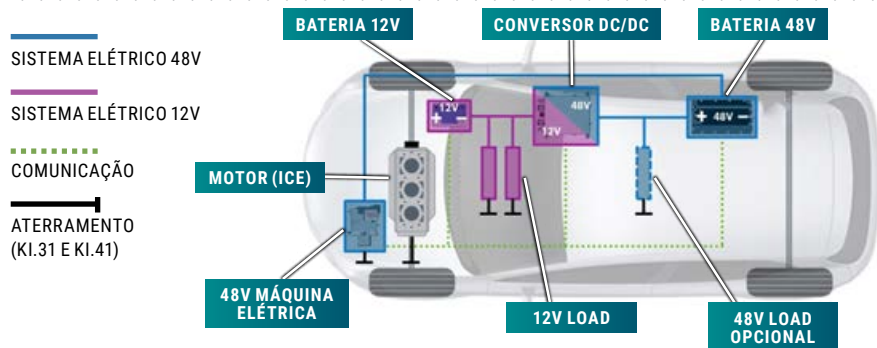 BATERIA 12V
CONVERSOR DC/DC
BATERIA 48V
SISTEMA ELÉTRICO 48V
SISTEMA ELÉTRICO 12V
COMUNICAÇÃO
ATERRAMENTO
(KI.31 E KI.41)
12V
+ −
48V
12V
+ 48V −
MOTOR (ICE)
48V MÁQUINA
ELÉTRICA
12V LOAD
48V LOAD
OPCIONAL